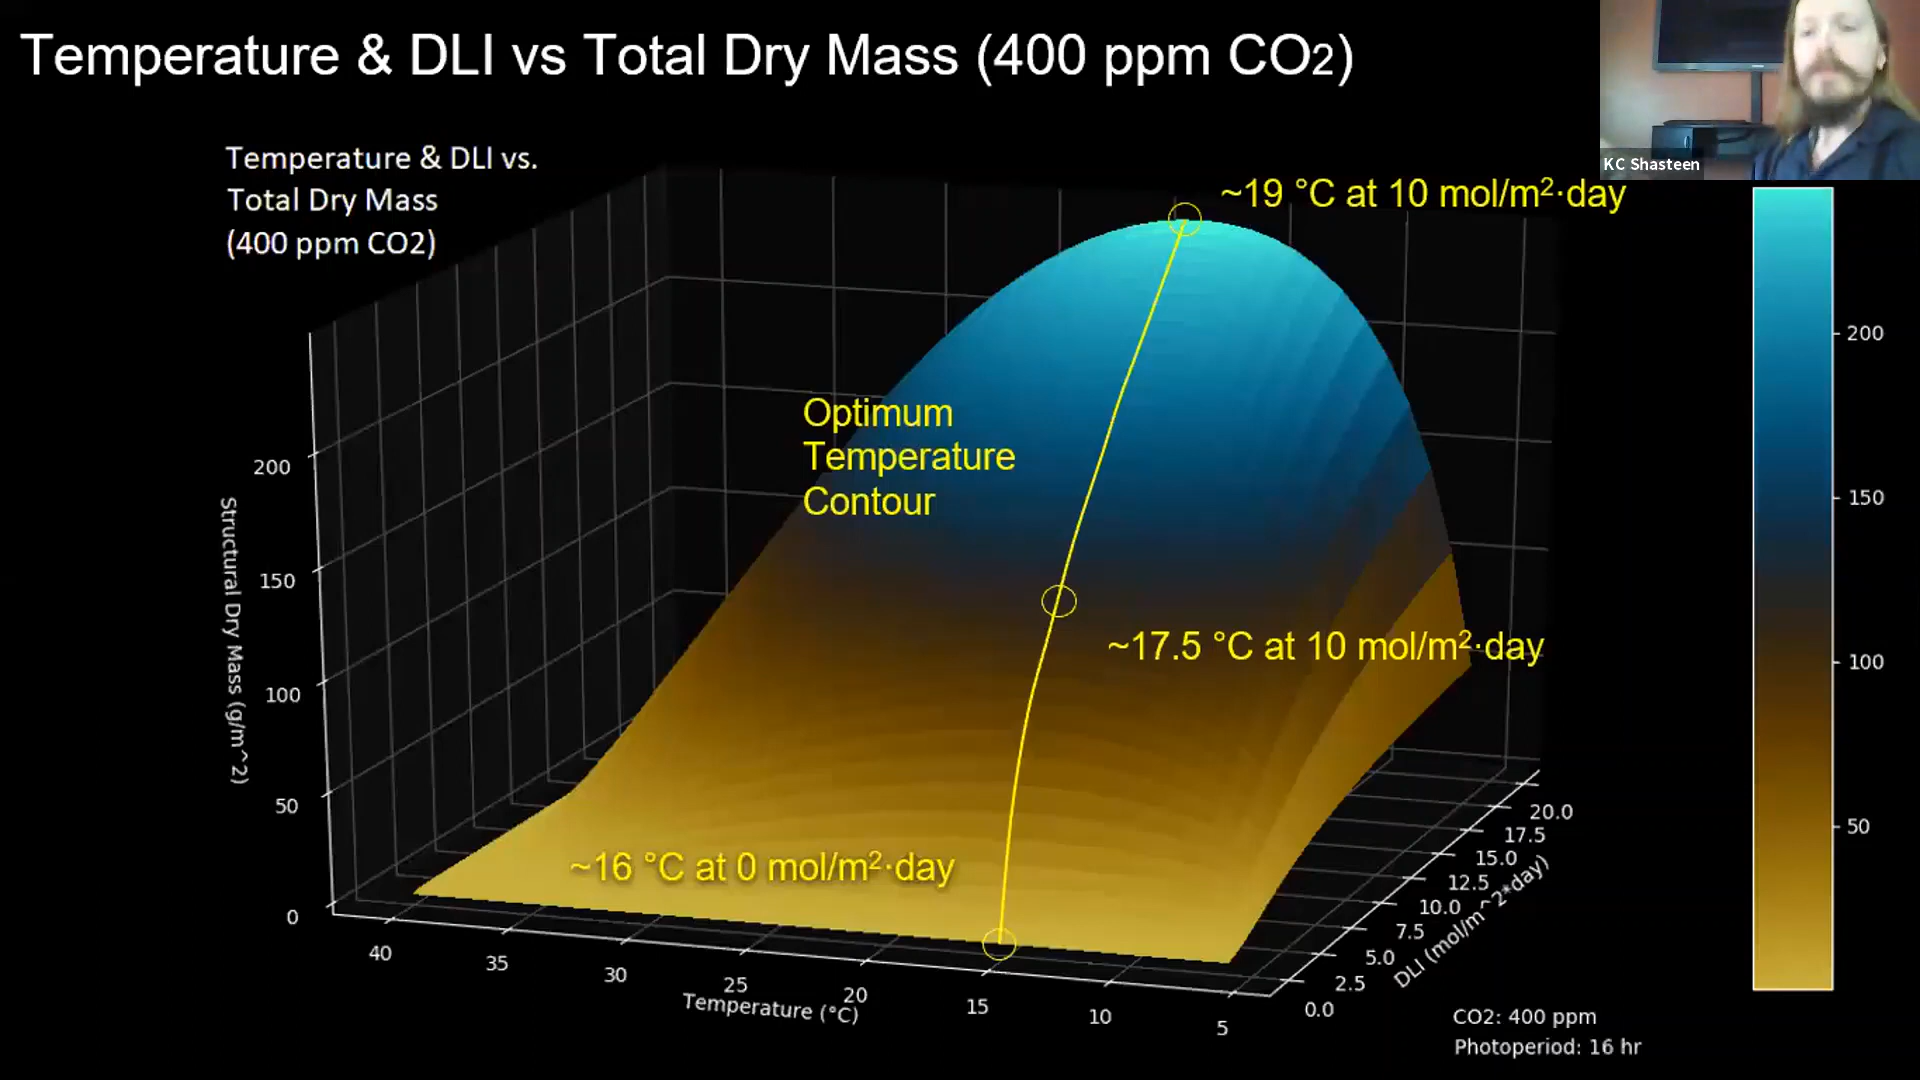 Temperature & DLI vs Total Dry Mass (400 ppm CO2)
KC Shasteen
Temperature & DLI vs.
Total Dry Mass
(400 ppm CO2)
~19 °C at 10 mol/m²·day
Optimum
Temperature
Contour
~17.5 °C at 10 mol/m²·day
~16 °C at 0 mol/m²·day
Structural Dry Mass (g/m^2)
200
150
100
50
0
40
35
30
25
20
15
10
5
Temperature (°C)
0.0
2.5
5.0
7.5
10.0
12.5
15.0
17.5
20.0
DLI (mol/m^2*day)
200
150
100
50
CO2: 400 ppm
Photoperiod: 16 hr